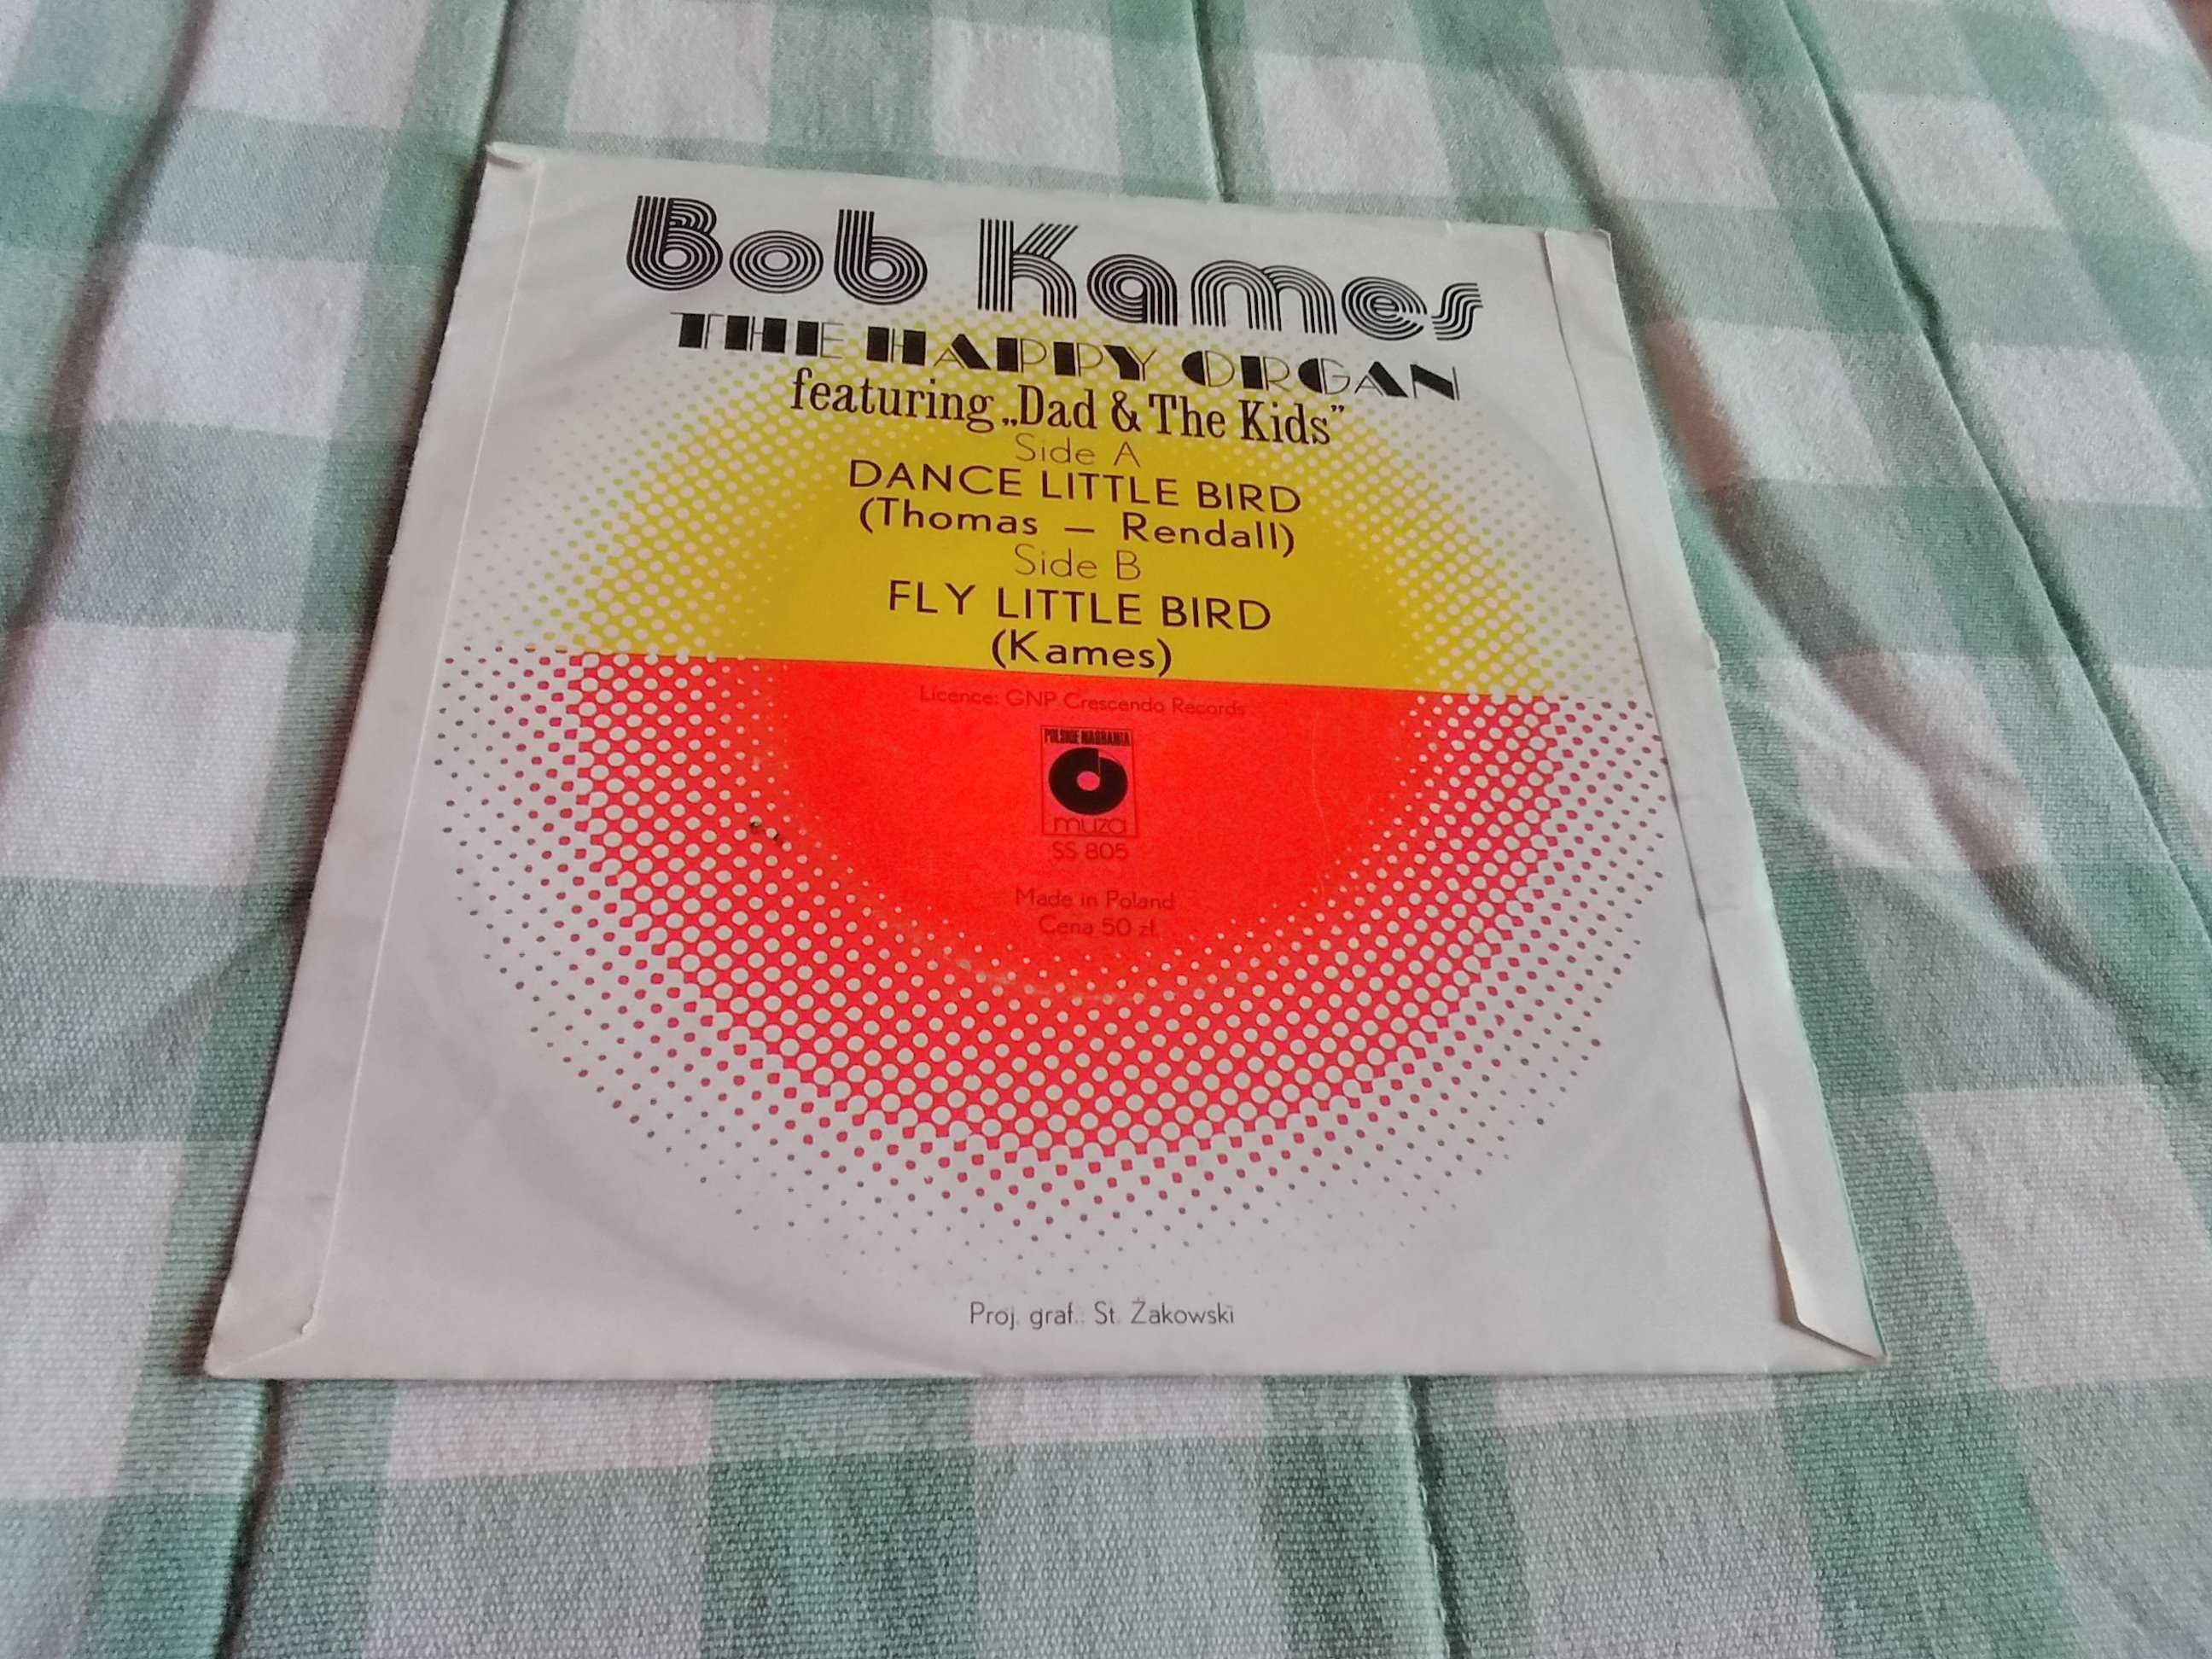 Bob Kames
THE HAPPY ORGAN
featuring „Dad & The Kids”
Side A
DANCE LITTLE BIRD
(Thomas — Rendall)
Side B
FLY LITTLE BIRD
(Kames)
Licence: GNP Crescendo Records
POLSKIE NAGRANIA
muza
SS 805
Made in Poland
Cena 50 zł.
Proj. graf.: St. Żakowski